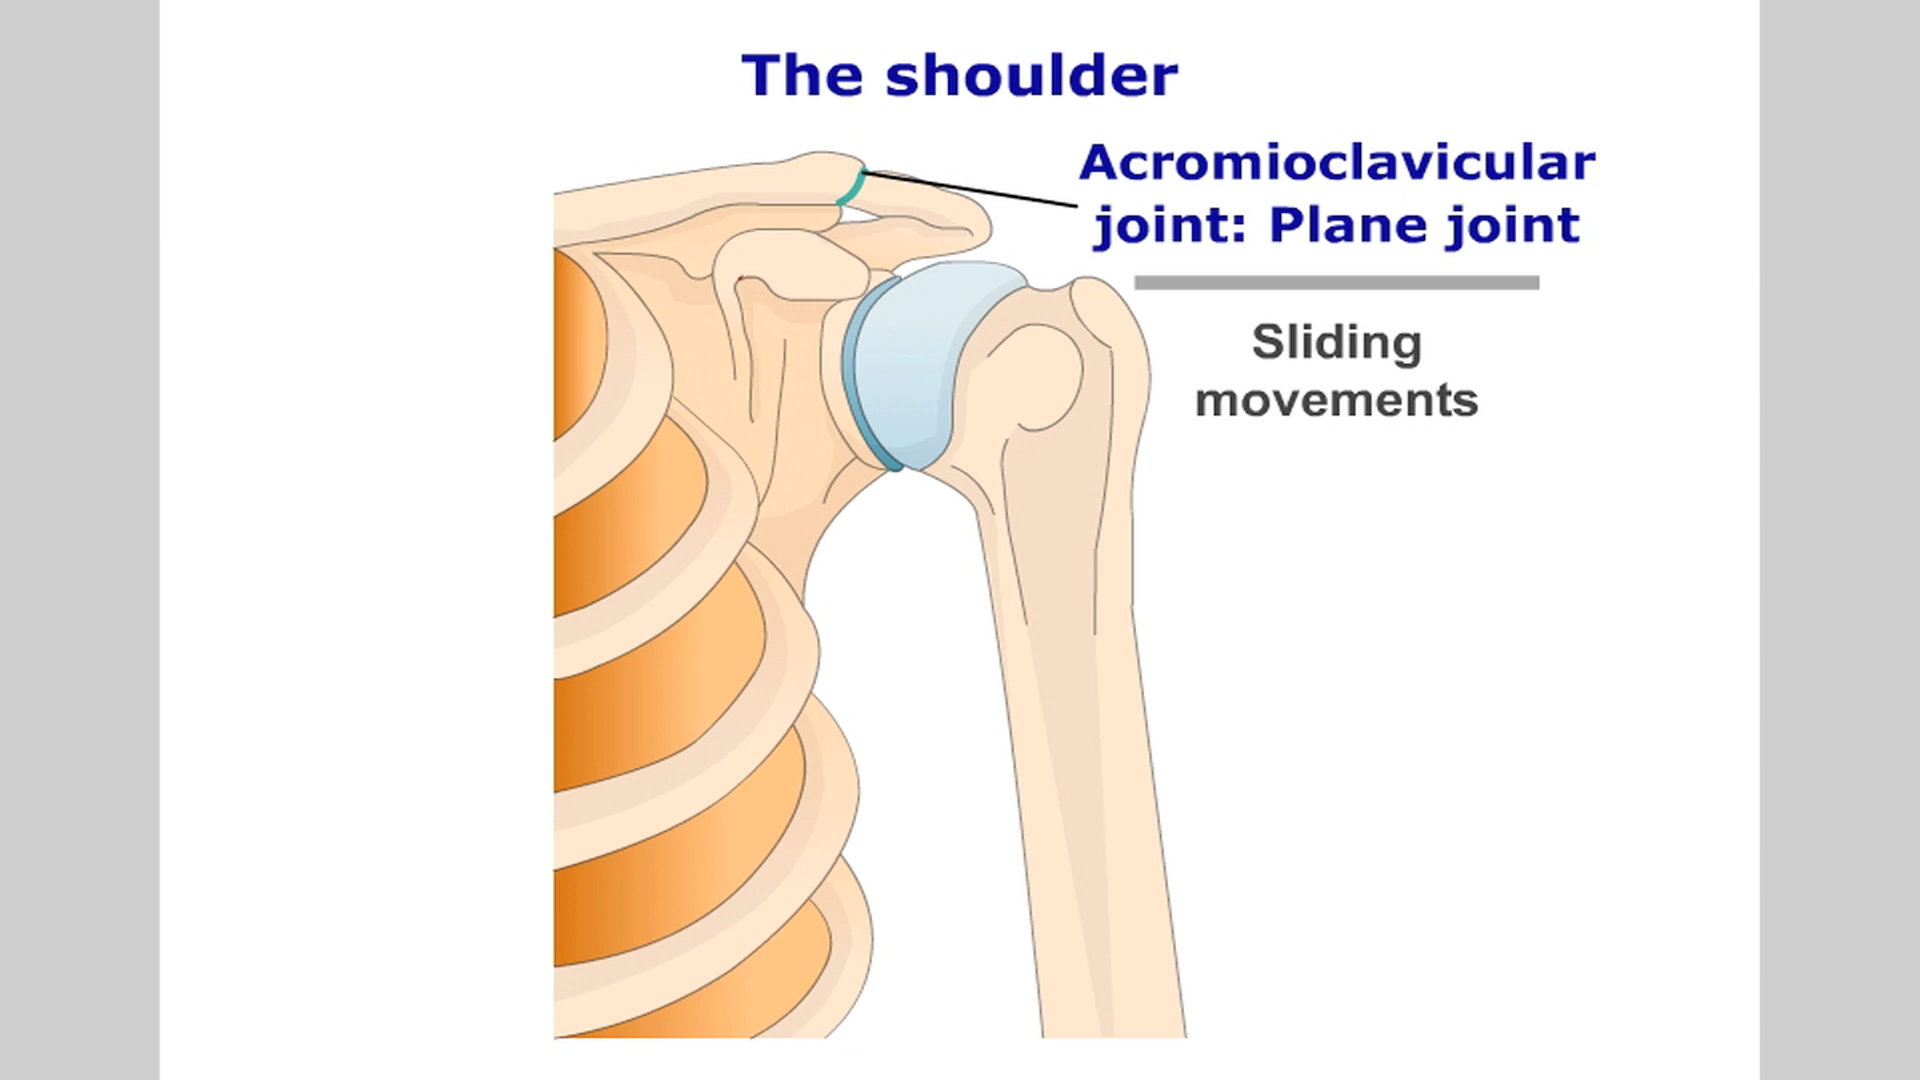 The shoulder
Acromioclavicular
joint: Plane joint
Sliding
movements